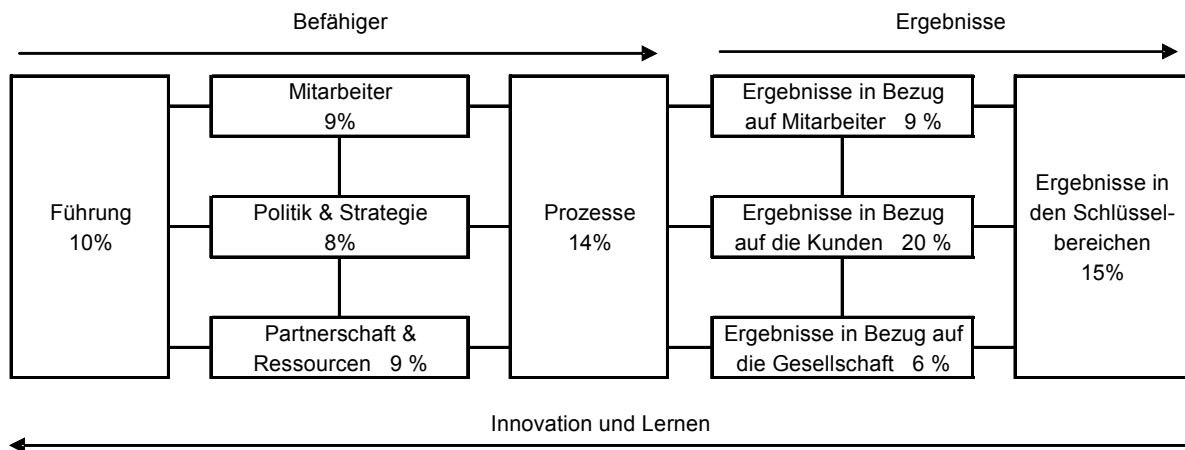 Befähiger
Ergebnisse
Führung
10%
Mitarbeiter
9%
Politik & Strategie
8%
Partnerschaft &
Ressourcen 9 %
Prozesse
14%
Ergebnisse in Bezug
auf Mitarbeiter 9 %
Ergebnisse in Bezug
auf die Kunden 20 %
Ergebnisse in Bezug auf
die Gesellschaft 6 %
Ergebnisse in
den Schlüssel-
bereichen
15%
Innovation und Lernen